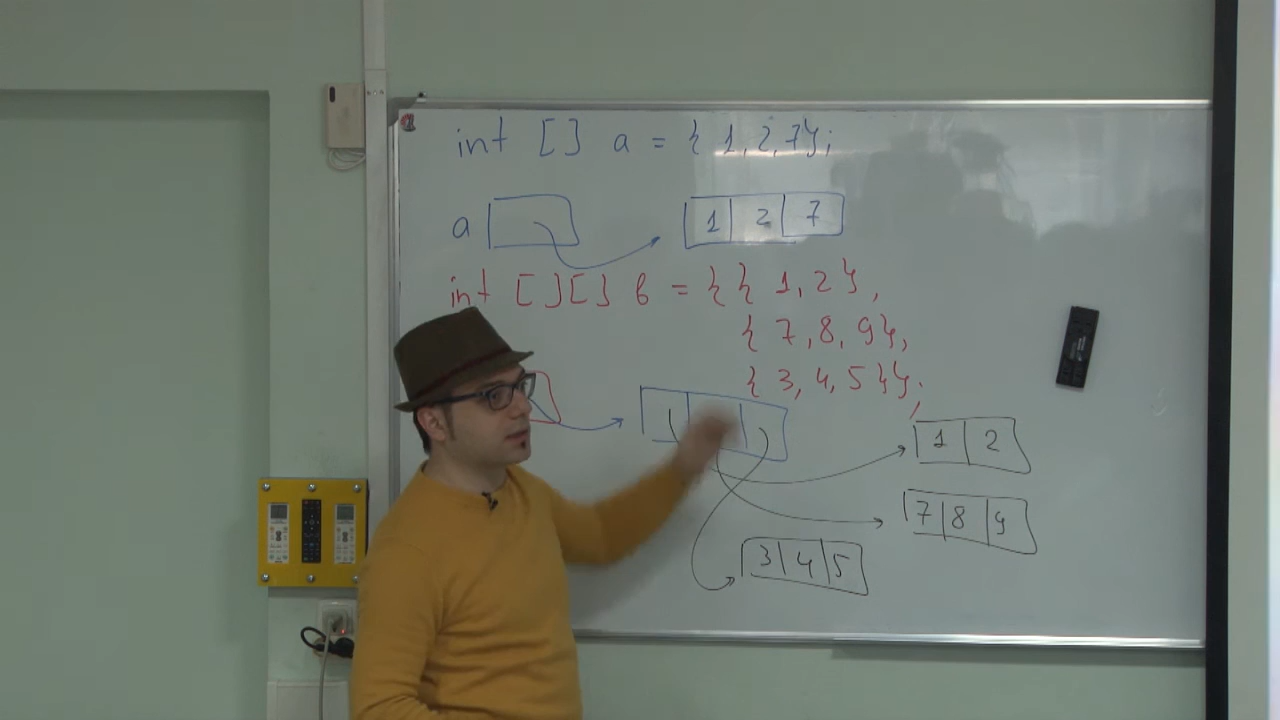 int [] a = { 1, 2, 7};
a 1 2 7
int [][] b = { { 1, 2 },
{ 7, 8, 9},
{ 3, 4, 5 }};
1 2
7 8 9
3 4 5